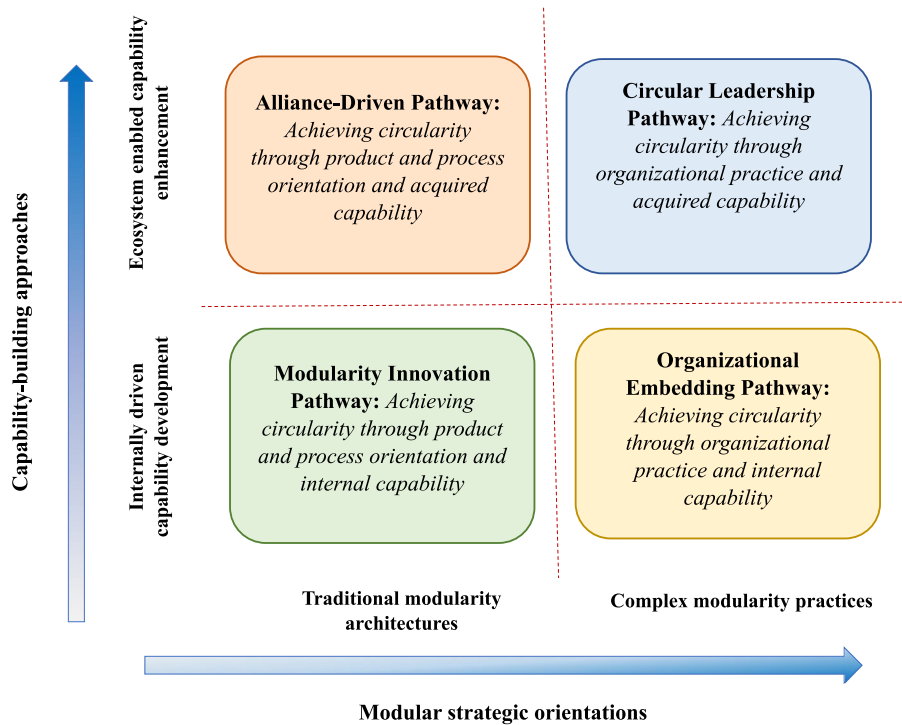 Capability-building approaches
Ecosystem enabled capability
enhancement
Alliance-Driven Pathway:
Achieving circularity
through product and process
orientation and acquired
capability
Circular Leadership
Pathway: Achieving
circularity through
organizational practice and
acquired capability
Internally driven
capability development
Modularity Innovation
Pathway: Achieving
circularity through product
and process orientation and
internal capability
Organizational
Embedding Pathway:
Achieving circularity
through organizational
practice and internal
capability
Traditional modularity
architectures
Complex modularity practices
Modular strategic orientations